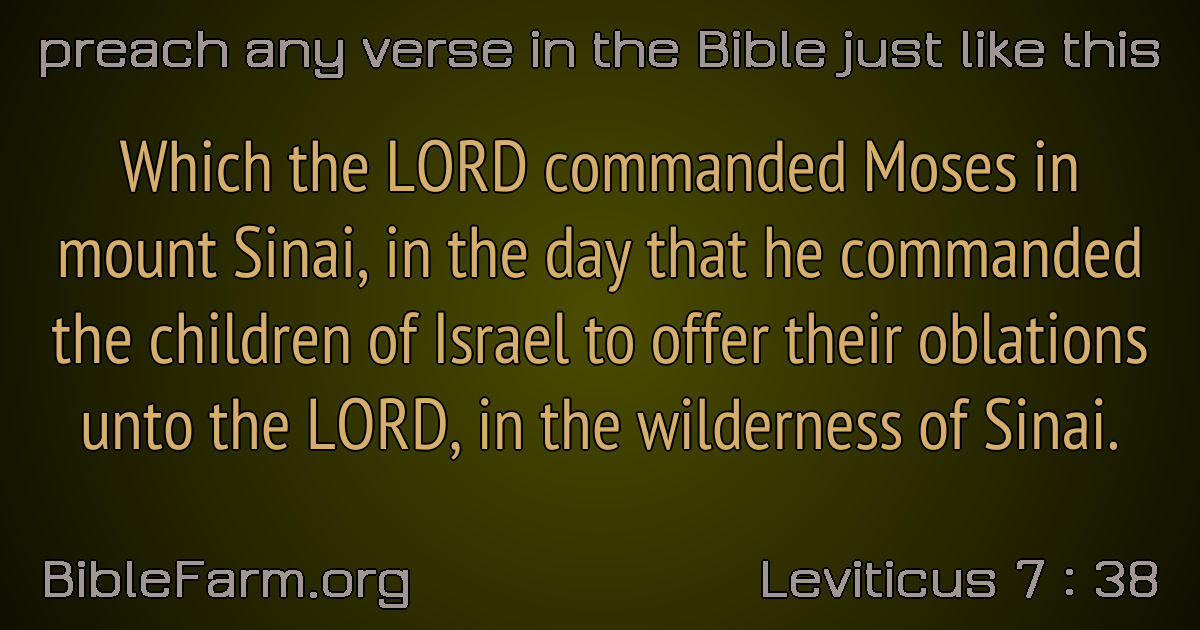 preach any verse in the Bible just like this
Which the LORD commanded Moses in
mount Sinai, in the day that he commanded
the children of Israel to offer their oblations
unto the LORD, in the wilderness of Sinai.
BibleFarm.org
Leviticus 7 : 38